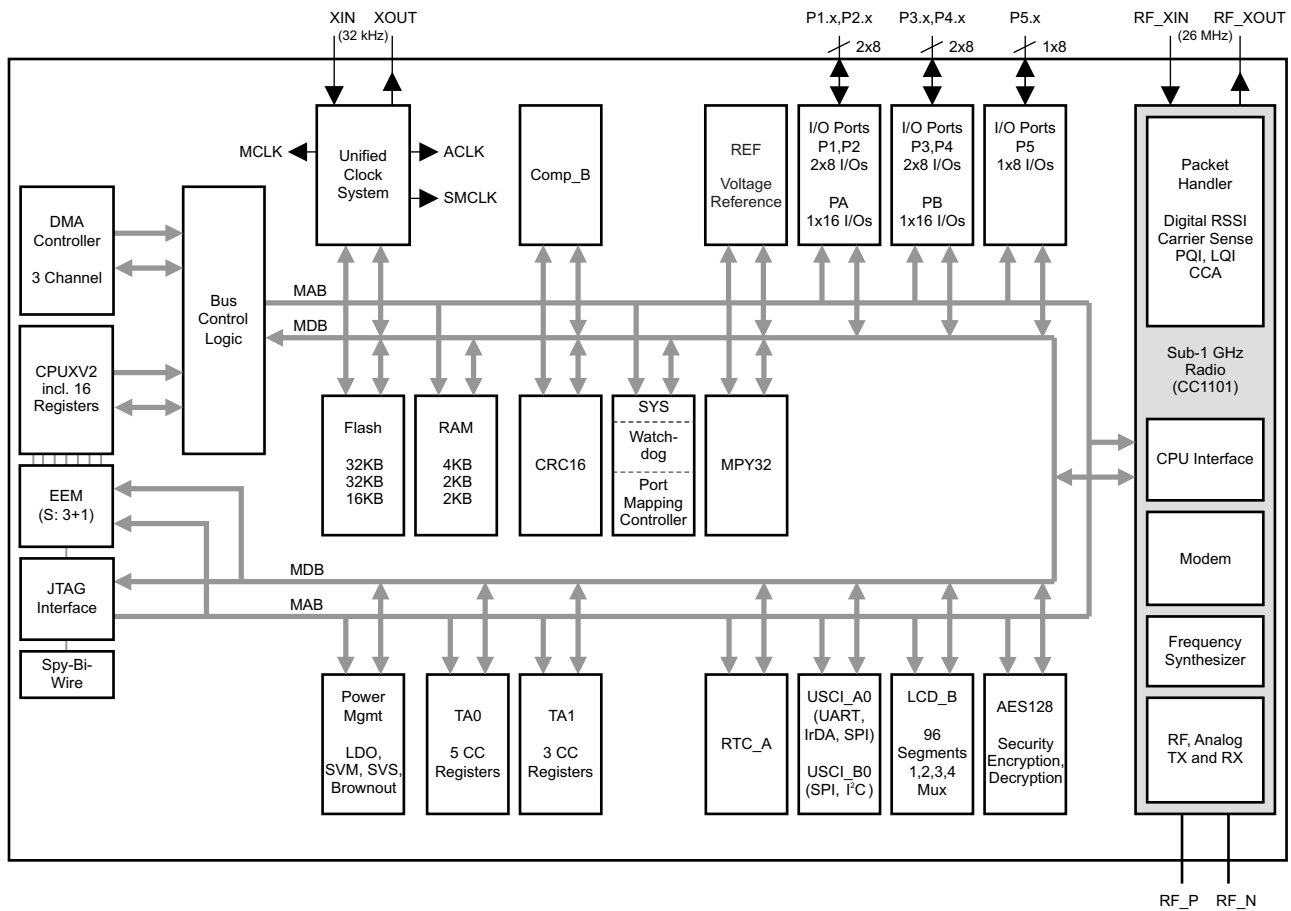 XIN XOUT
(32 kHz)
P1.x,P2.x
2x8
P3.x,P4.x
2x8
P5.x
1x8
RF_XIN RF_XOUT
(26 MHz)
MCLK
Unified
Clock
System
ACLK
SMCLK
Comp_B
REF
Voltage
Reference
I/O Ports
P1,P2
2x8 I/Os
PA
1x16 I/Os
I/O Ports
P3,P4
2x8 I/Os
PB
1x16 I/Os
I/O Ports
P5
1x8 I/Os
Packet
Handler
Digital RSSI
Carrier Sense
PQI, LQI
CCA
DMA
Controller
3 Channel
Bus
Control
Logic
MAB
MDB
CPUXV2
incl. 16
Registers
Sub-1 GHz
Radio
(CC1101)
Flash
32KB
32KB
16KB
RAM
4KB
2KB
2KB
CRC16
SYS
Watch-
dog
Port
Mapping
Controller
MPY32
CPU Interface
EEM
(S: 3+1)
Modem
MDB
MAB
JTAG
Interface
Spy-Bi-
Wire
Frequency
Synthesizer
Power
Mgmt
LDO,
SVM, SVS,
Brownout
TA0
5 CC
Registers
TA1
3 CC
Registers
RTC_A
USCI_A0
(UART,
IrDA, SPI)
USCI_B0
(SPI, I²C)
LCD_B
96
Segments
1,2,3,4
Mux
AES128
Security
Encryption,
Decryption
RF, Analog
TX and RX
RF_P RF_N